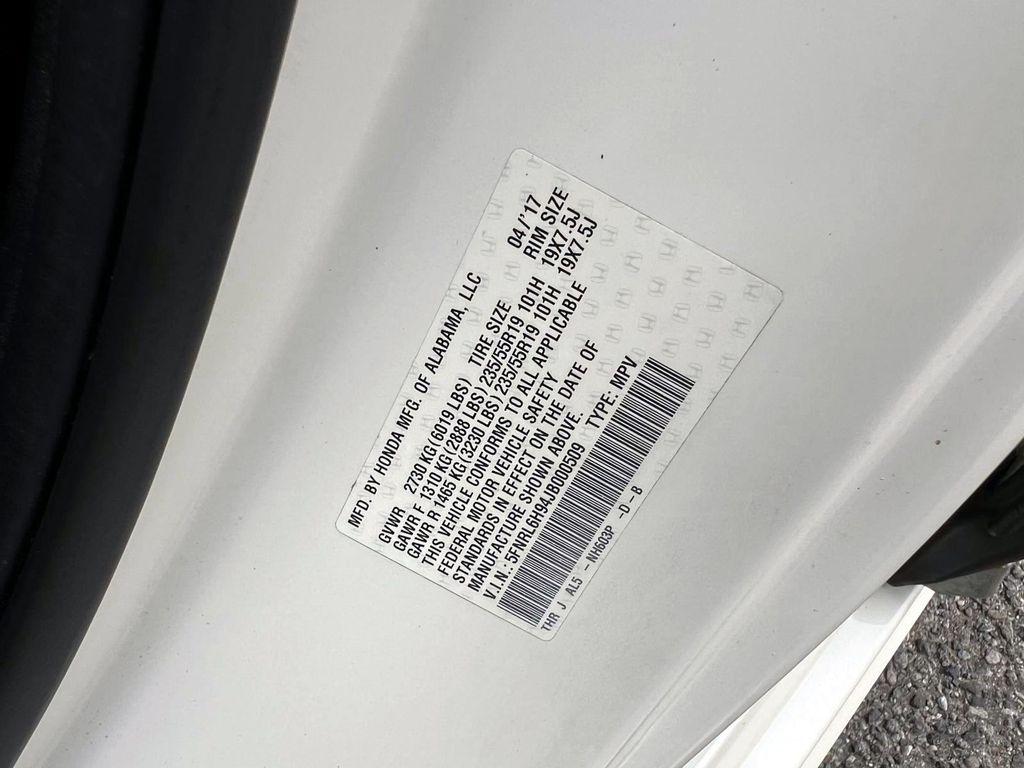 MFD. BY HONDA MFG. OF ALABAMA, LLC 04/'17
GVWR 2730 KG(6019 LBS) TIRE SIZE RIM SIZE
GAWR F 1310 KG(2888 LBS) 235/55R19 101H 19X7.5J
GAWR R 1465 KG(3230 LBS) 235/55R19 101H 19X7.5J
THIS VEHICLE CONFORMS TO ALL APPLICABLE
FEDERAL MOTOR VEHICLE SAFETY
STANDARDS IN EFFECT ON THE DATE OF
MANUFACTURE SHOWN ABOVE.
V.I.N.: 5FNRL6H94JB000509 TYPE: MPV
THR J AL5 -NH603P -D-B